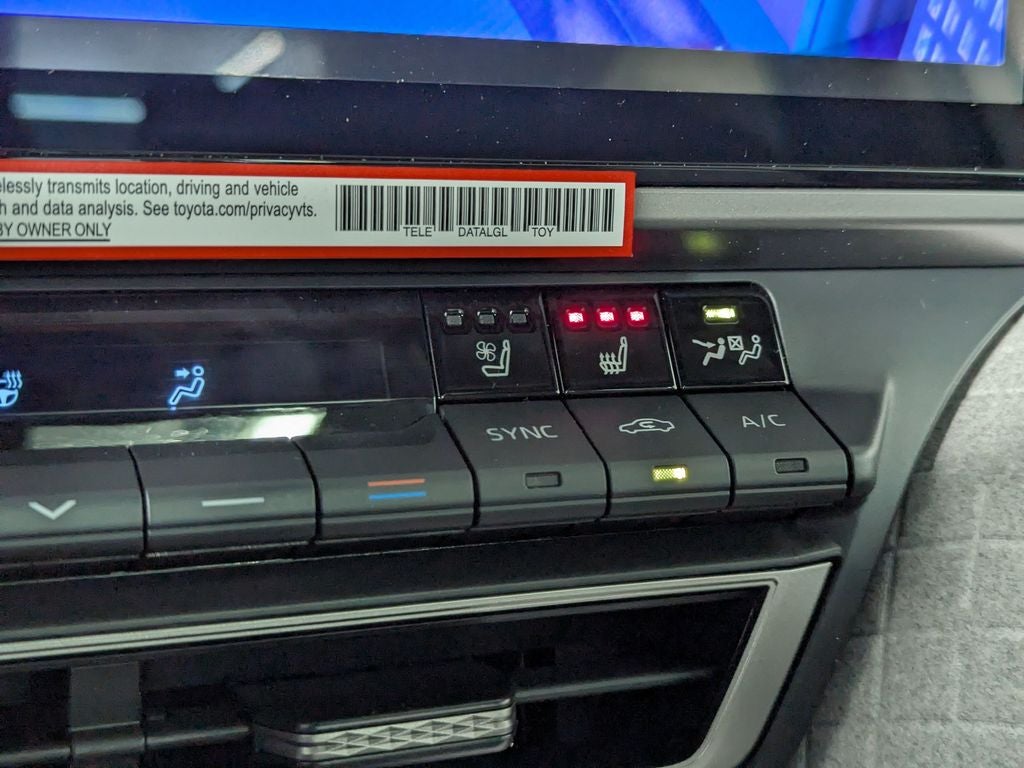 elessly transmits location, driving and vehicle
h and data analysis. See toyota.com/privacyvts.
BY OWNER ONLY
TELE DATALGL TOY
SYNC
A/C